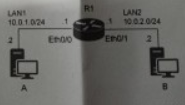 R1
LAN1
LAN2
10.0.1.0/24
.1
.1
10.0.2.0/24
.2
Eth0/0
Eth0/1
.2
A
B